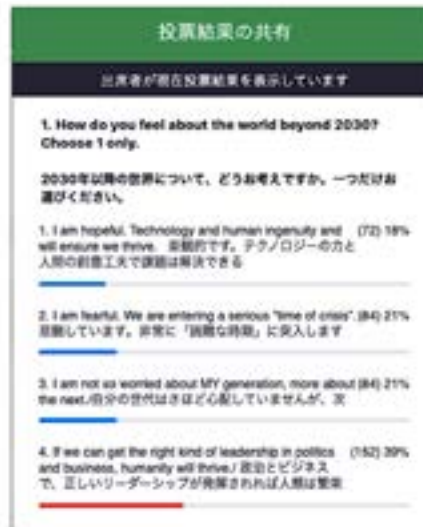 投票結果の共有
出席者が現在投票結果を表示しています
1. How do you feel about the world beyond 2030?
Choose 1 only.
2030年以降の世界について、どうお考えですか。一つだけお
選びください。
1. I am hopeful. Technology and human ingenuity and (72) 18%
will ensure we thrive. 楽観的です。テクノロジーの力と
人間の創意工夫で課題は解決できる
2. I am fearful. We are entering a serious "time of crisis". (84) 21%
悲観しています。非常に「困難な時期」に突入します
3. I am not so worried about MY generation, more about (84) 21%
the next./自分の世代はさほど心配していませんが、次
4. If we can get the right kind of leadership in politics (152) 39%
and business, humanity will thrive./ 政治とビジネス
で、正しいリーダーシップが発揮されれば人類は繁栄